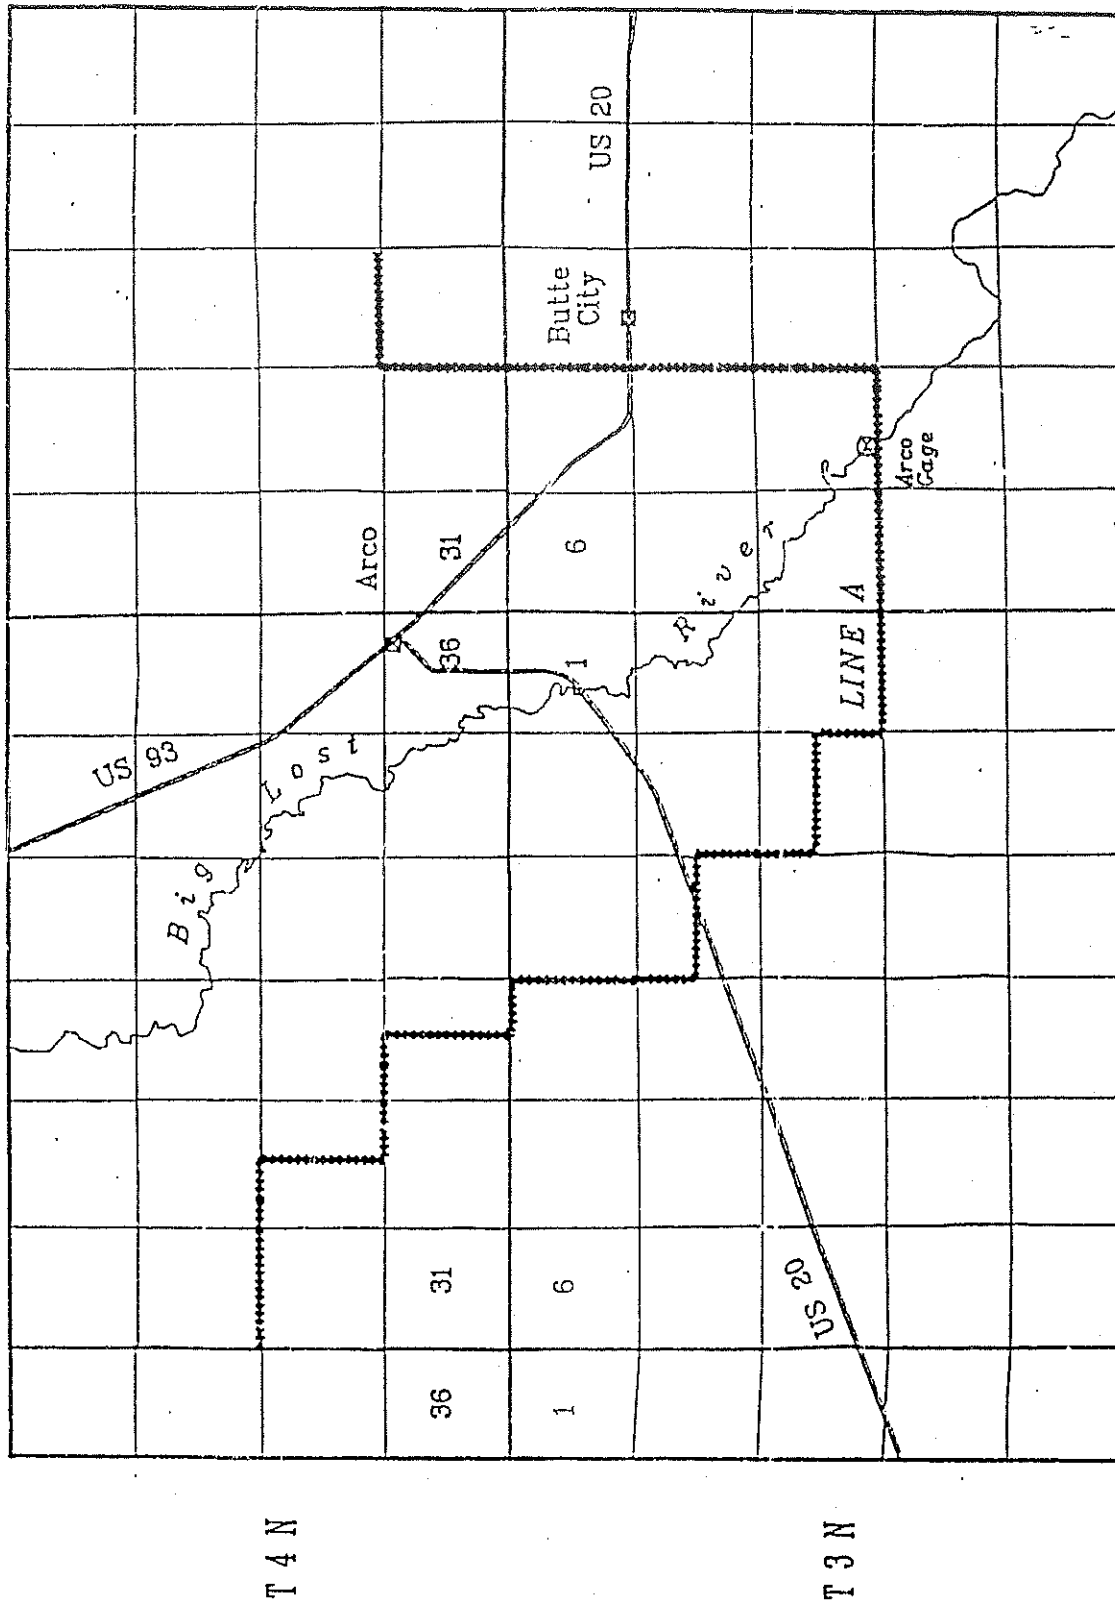 T 4 N
T 3 N
US 93
Big Lost River
Arco
36
31
1
6
36
31
1
6
Butte
City
US 20
US 20
LINE A
Arco
Gage